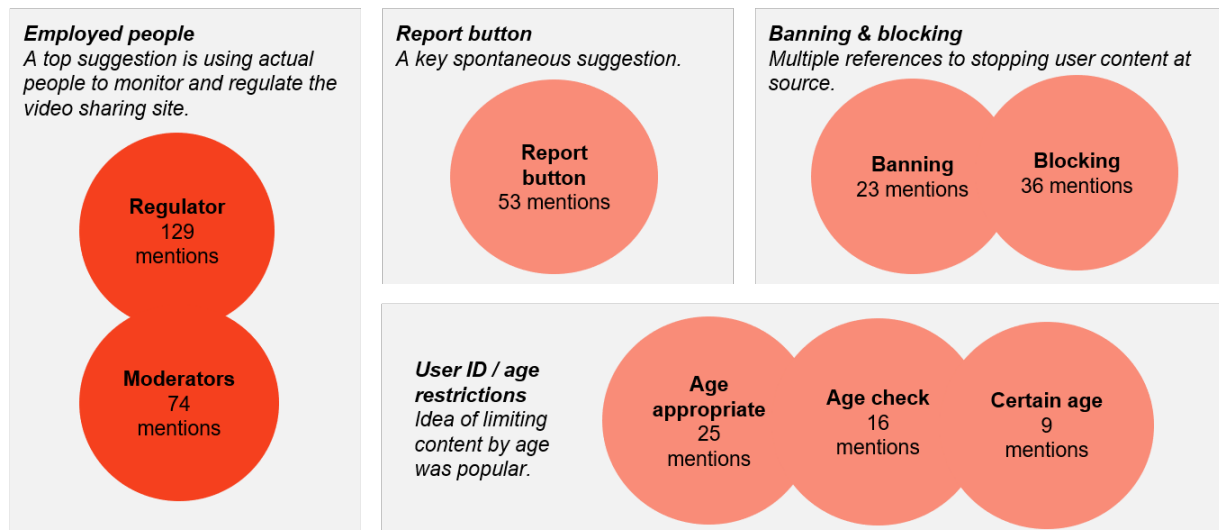 Employed people
A top suggestion is using actual
people to monitor and regulate the
video sharing site.
Regulator
129
mentions
Moderators
74
mentions
Report button
A key spontaneous suggestion.
Report
button
53 mentions
Banning & blocking
Multiple references to stopping user content at
source.
Banning
23 mentions
Blocking
36 mentions
User ID / age
restrictions
Idea of limiting
content by age
was popular.
Age
appropriate
25
mentions
Age check
16
mentions
Certain age
9
mentions